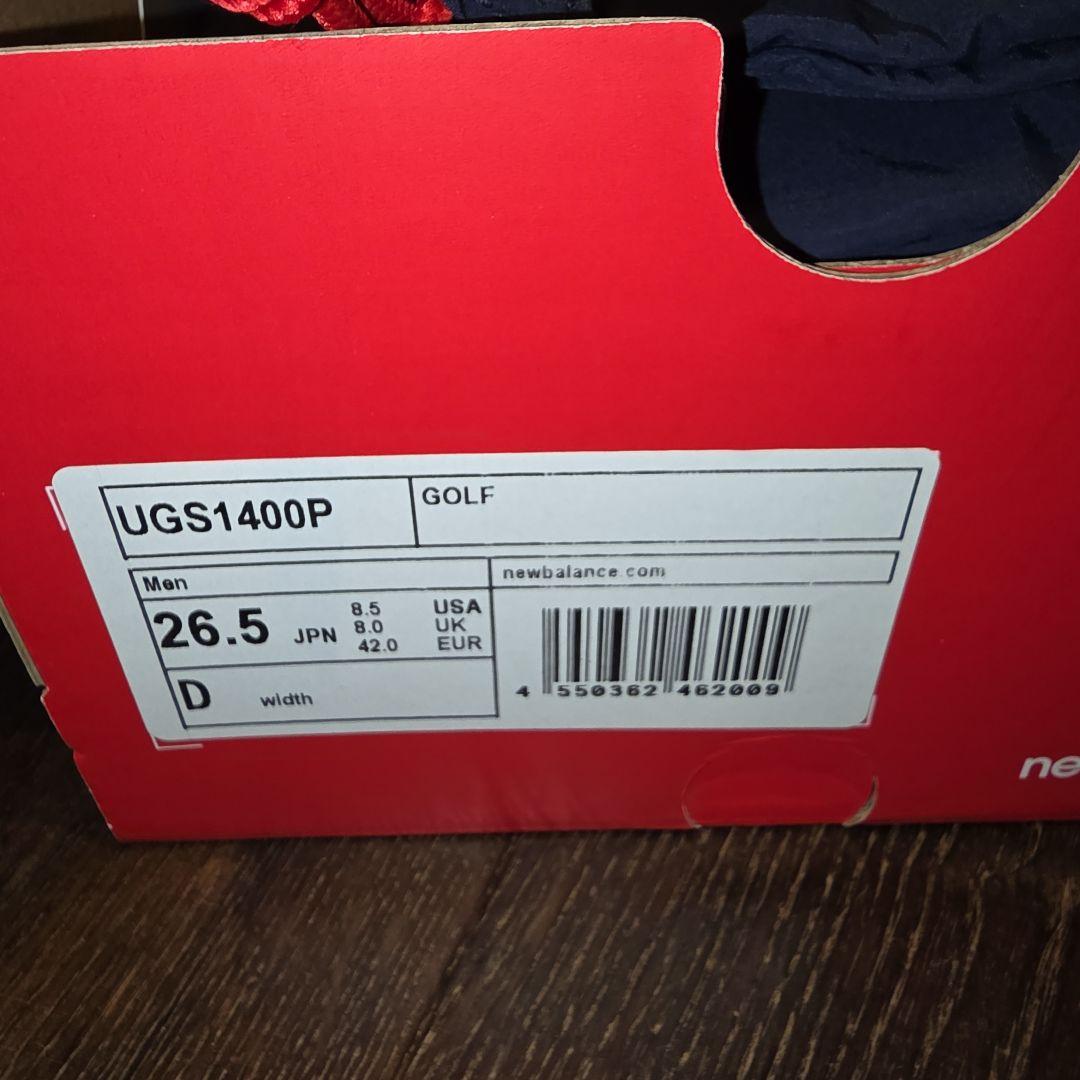 UGS1400P
GOLF
Men
newbalance.com
26.5 JPN
8.5 USA
8.0 UK
42.0 EUR
D width
4 550362 462009
ne